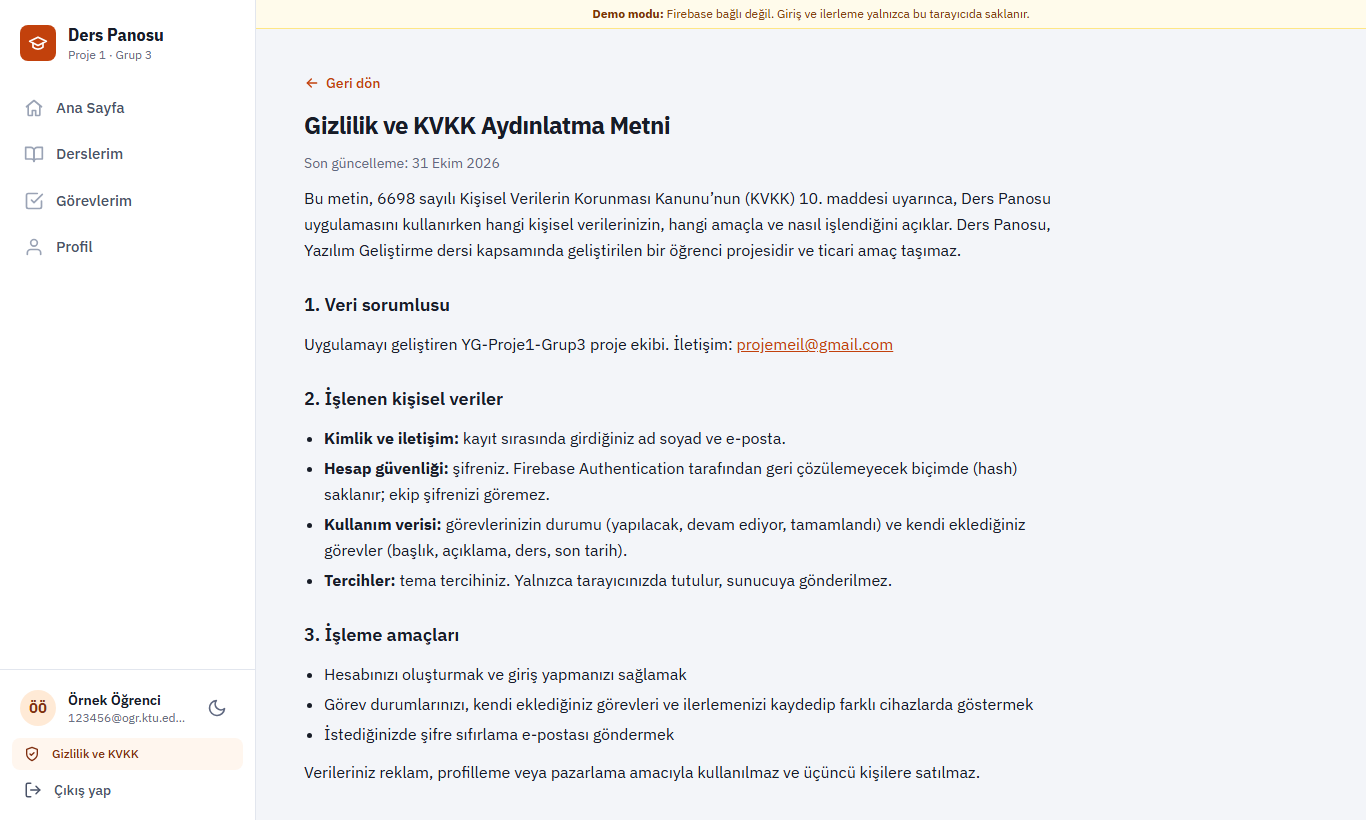 Ders Panosu
Proje 1 · Grup 3
Ana Sayfa
Derslerim
Görevlerim
Profil
ÖÖ
Örnek Öğrenci
123456@ogr.ktu.ed...
Gizlilik ve KVKK
Çıkış yap
Demo modu: Firebase bağlı değil. Giriş ve ilerleme yalnızca bu tarayıcıda saklanır.
Geri dön
Gizlilik ve KVKK Aydınlatma Metni
Son güncelleme: 31 Ekim 2026
Bu metin, 6698 sayılı Kişisel Verilerin Korunması Kanunu’nun (KVKK) 10. maddesi uyarınca, Ders Panosu
uygulamasını kullanırken hangi kişisel verilerinizin, hangi amaçla ve nasıl işlendiğini açıklar. Ders Panosu,
Yazılım Geliştirme dersi kapsamında geliştirilen bir öğrenci projesidir ve ticari amaç taşımaz.
1. Veri sorumlusu
Uygulamayı geliştiren YG-Proje1-Grup3 proje ekibi. İletişim: projemeil@gmail.com
2. İşlenen kişisel veriler
• Kimlik ve iletişim: kayıt sırasında girdiğiniz ad soyad ve e-posta.
• Hesap güvenliği: şifreniz. Firebase Authentication tarafından geri çözülemeyecek biçimde (hash)
saklanır; ekip şifrenizi göremez.
• Kullanım verisi: görevlerinizin durumu (yapılacak, devam ediyor, tamamlandı) ve kendi eklediğiniz
görevler (başlık, açıklama, ders, son tarih).
• Tercihler: tema tercihiniz. Yalnızca tarayıcınızda tutulur, sunucuya gönderilmez.
3. İşleme amaçları
• Hesabınızı oluşturmak ve giriş yapmanızı sağlamak
• Görev durumlarınızı, kendi eklediğiniz görevleri ve ilerlemenizi kaydedip farklı cihazlarda göstermek
• İstediğinizde şifre sıfırlama e-postası göndermek
Verileriniz reklam, profilleme veya pazarlama amacıyla kullanılmaz ve üçüncü kişilere satılmaz.